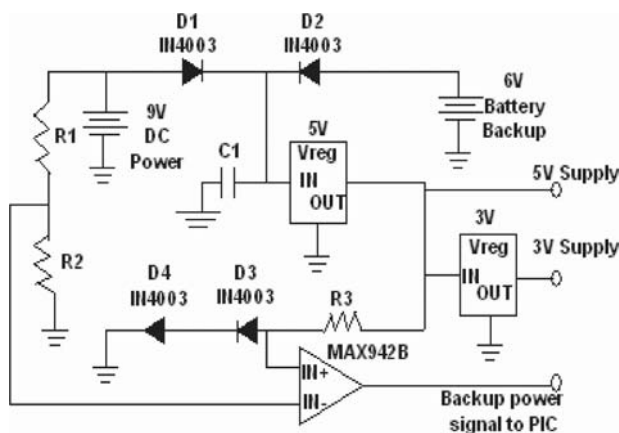 D1
IN4003
D2
IN4003
R1
9V
DC
Power
6V
Battery
Backup
C1
5V
Vreg
IN
OUT
5V Supply
R2
3V
Vreg
IN
OUT
3V Supply
D4
IN4003
D3
IN4003
R3
MAX942B
IN+
IN-
Backup power
signal to PIC